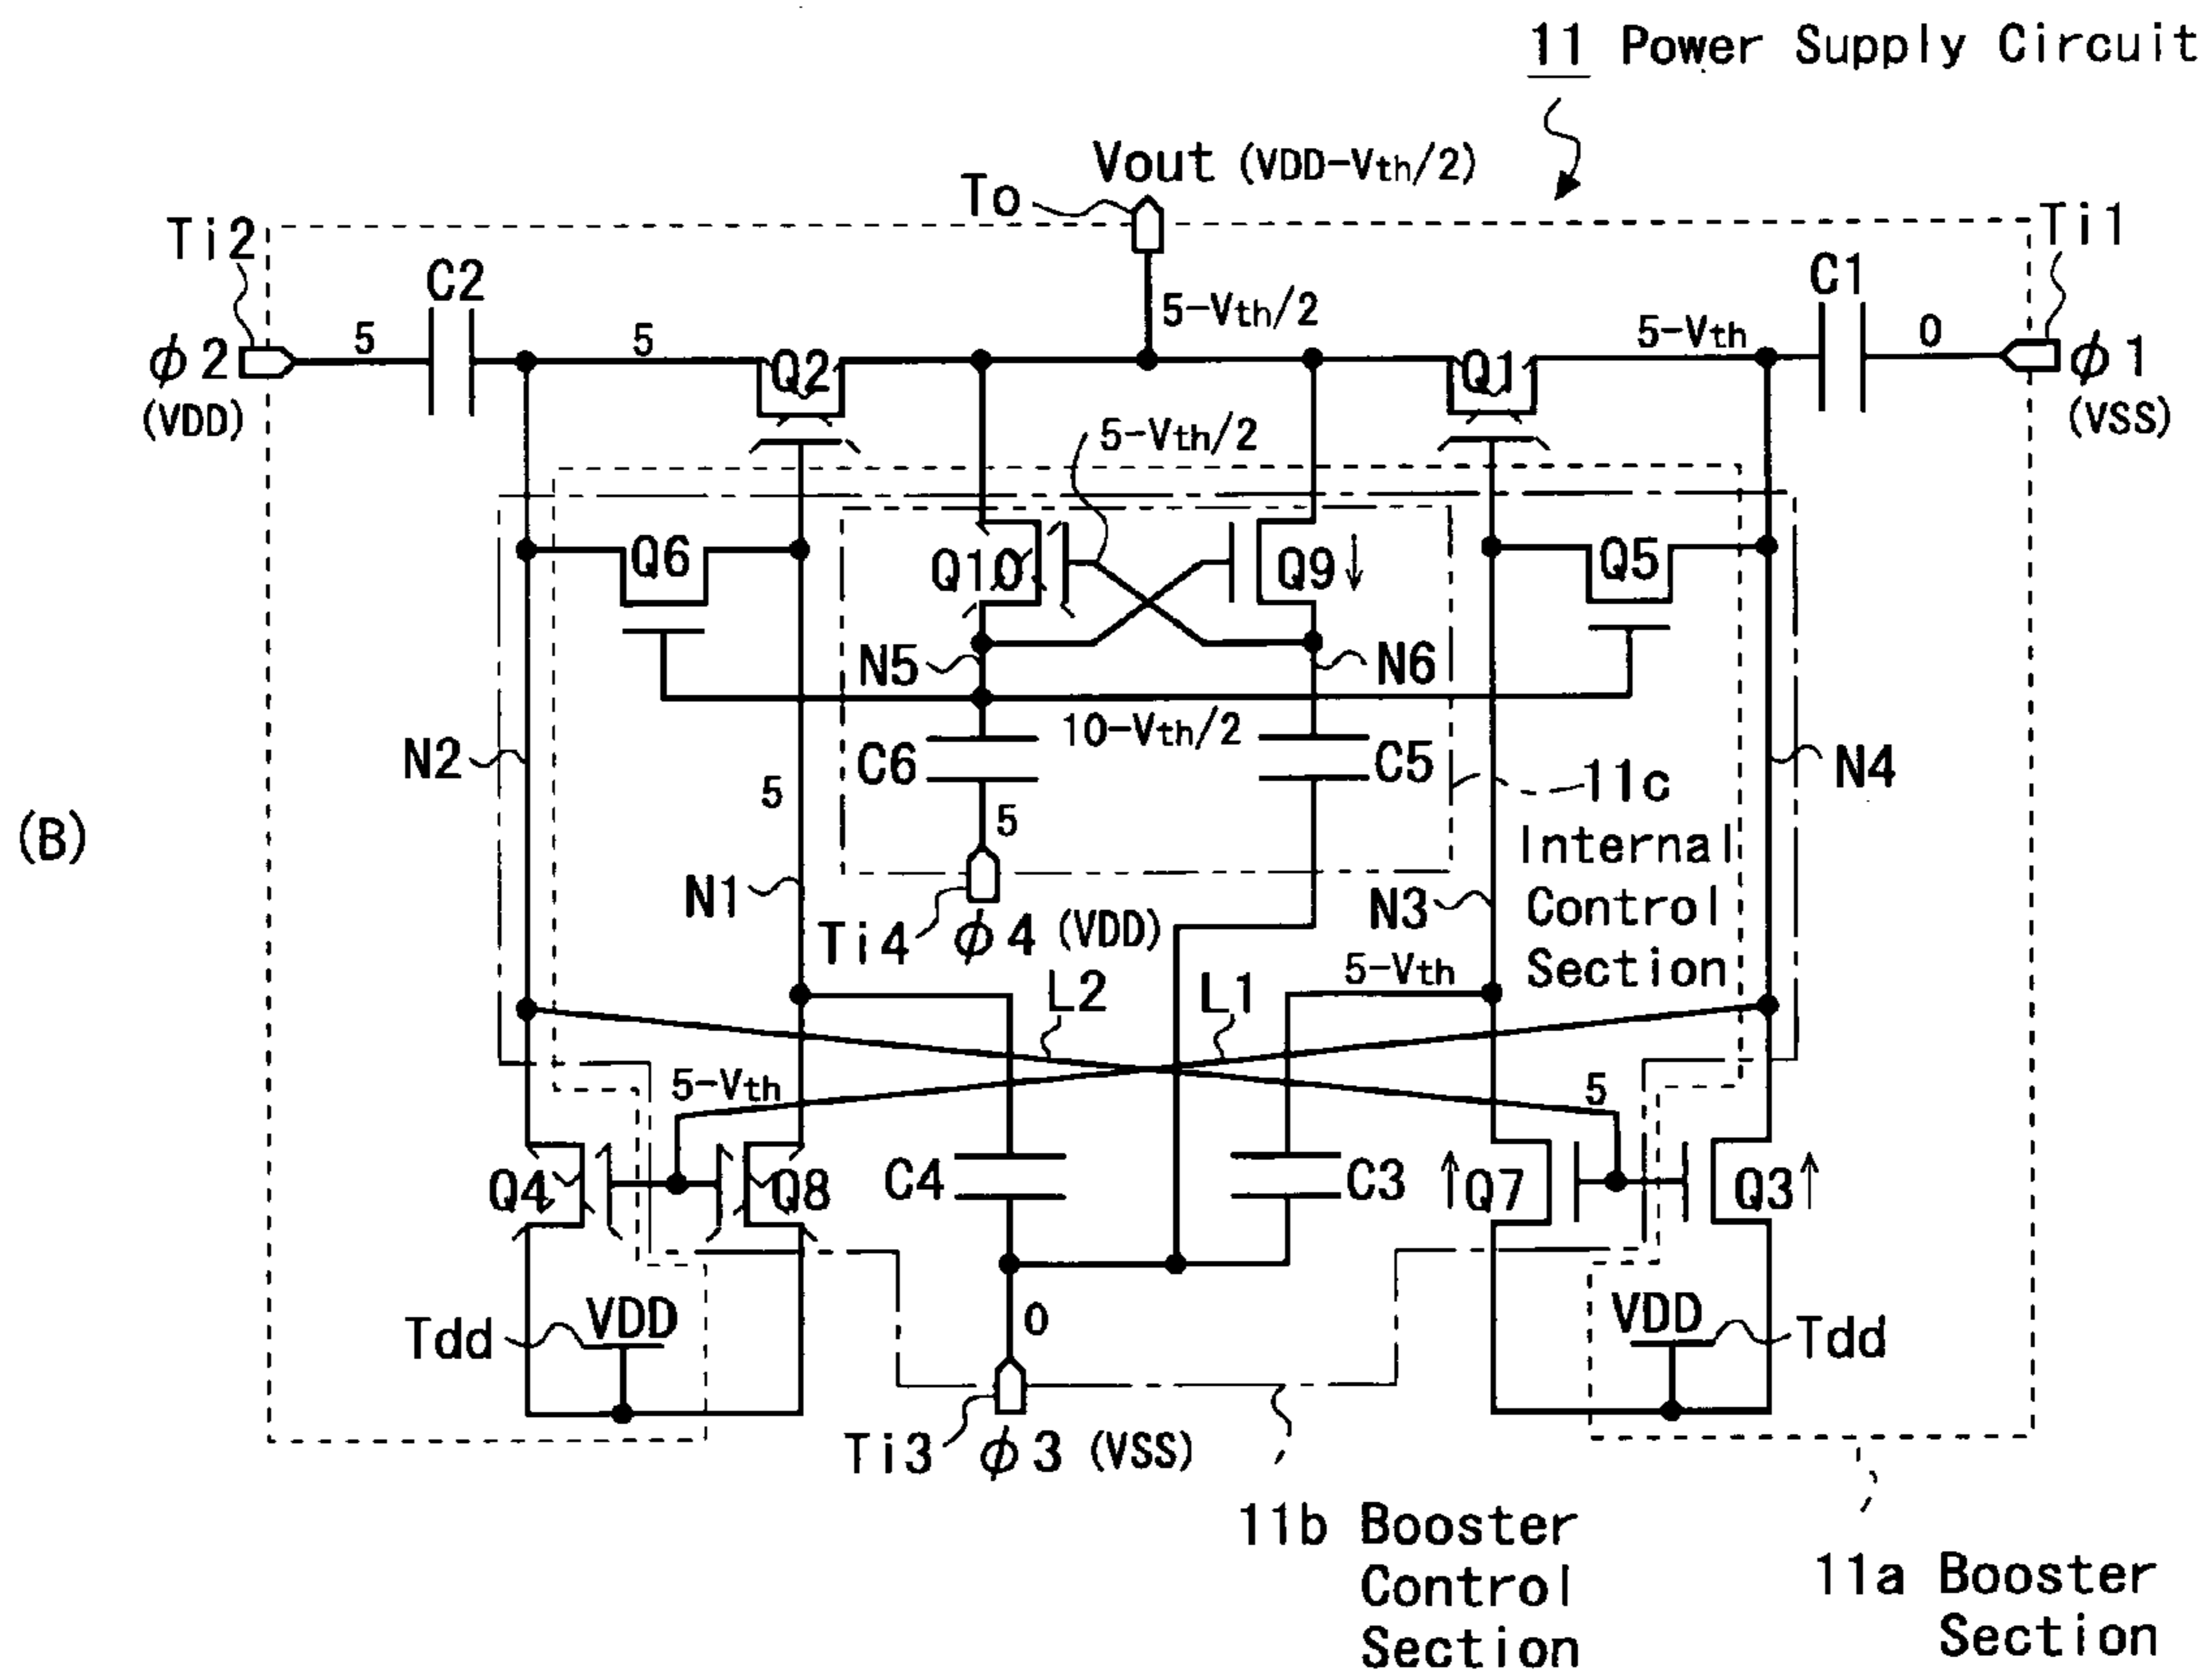 11 Power Supply Circuit
Vout (VDD-Vth/2)
To
Ti2
Ti1
C2
C1
5-Vth/2
5
5
Q2
Q1
5-Vth
0
ϕ2
(VDD)
ϕ1
(VSS)
5-Vth/2
Q6
Q10
Q9↓
Q5
N5
N6
10-Vth/2
N2
C6
C5
N4
5
5
11c
Internal
Control
Section
(B)
N1
N3
Ti4 ϕ4 (VDD)
5-Vth
L2
L1
5-Vth
5
Q4
Q8
C4
C3
↑Q7
Q3↑
Tdd
VDD
0
VDD
Tdd
Ti3 ϕ3 (VSS)
11b Booster
Control
Section
11a Booster
Section